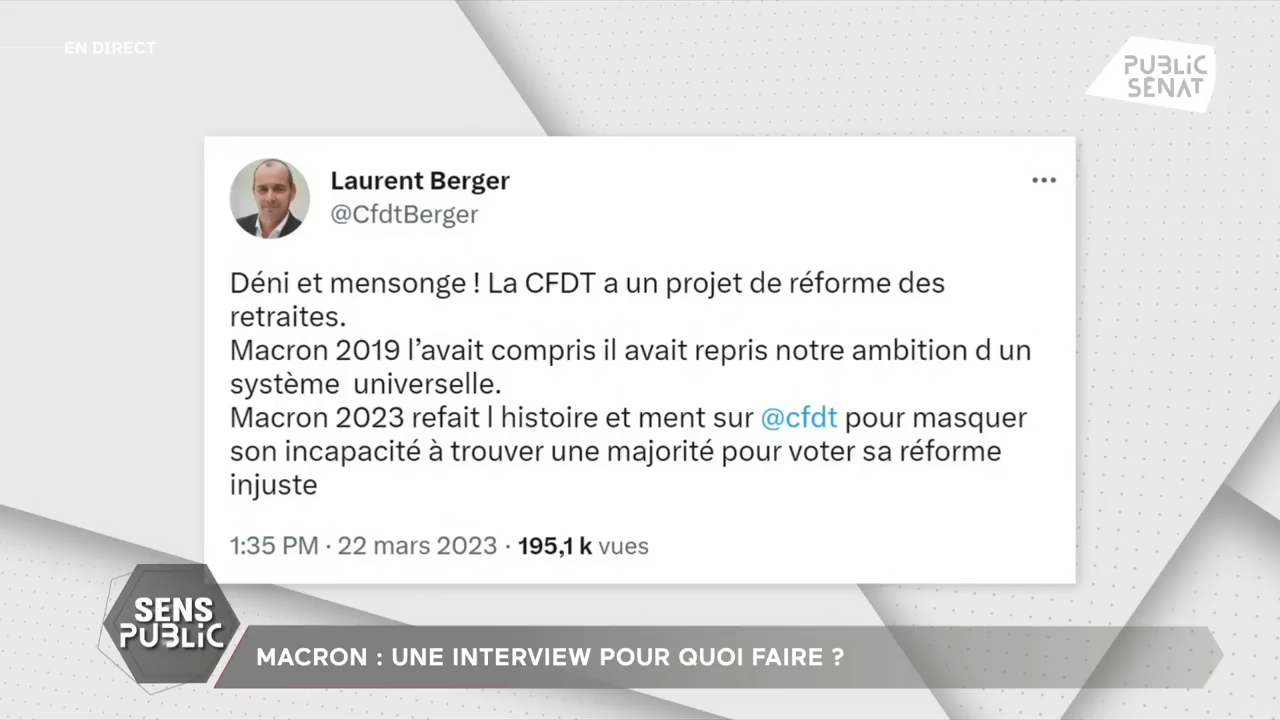 EN DIRECT
PUBLIC
SÉNAT
Laurent Berger
@CfdtBerger
Déni et mensonge ! La CFDT a un projet de réforme des
retraites.
Macron 2019 l’avait compris il avait repris notre ambition d un
système  universelle.
Macron 2023 refait l histoire et ment sur @cfdt pour masquer
son incapacité à trouver une majorité pour voter sa réforme
injuste
1:35 PM · 22 mars 2023 · 195,1 k vues
SENS
PUBLIC
MACRON : UNE INTERVIEW POUR QUOI FAIRE ?